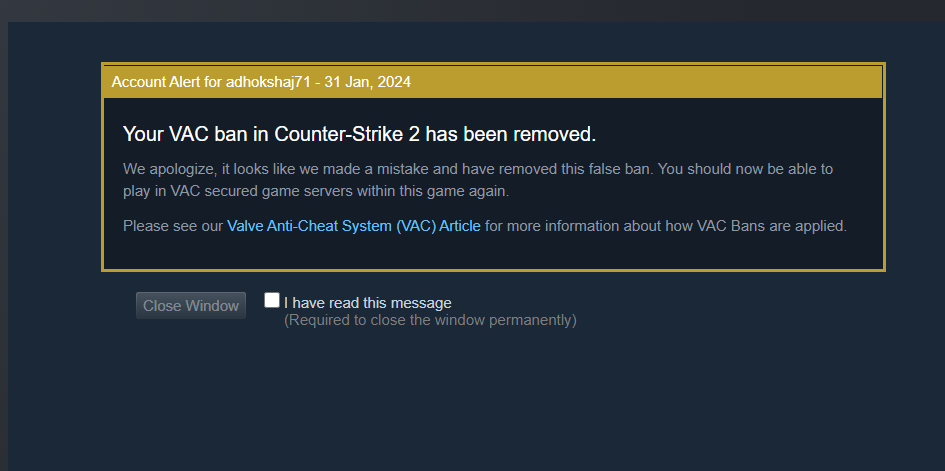 Account Alert for adhokshaj71 - 31 Jan, 2024
Your VAC ban in Counter-Strike 2 has been removed.
We apologize, it looks like we made a mistake and have removed this false ban. You should now be able to
play in VAC secured game servers within this game again.
Please see our Valve Anti-Cheat System (VAC) Article for more information about how VAC Bans are applied.
Close Window
I have read this message
(Required to close the window permanently)